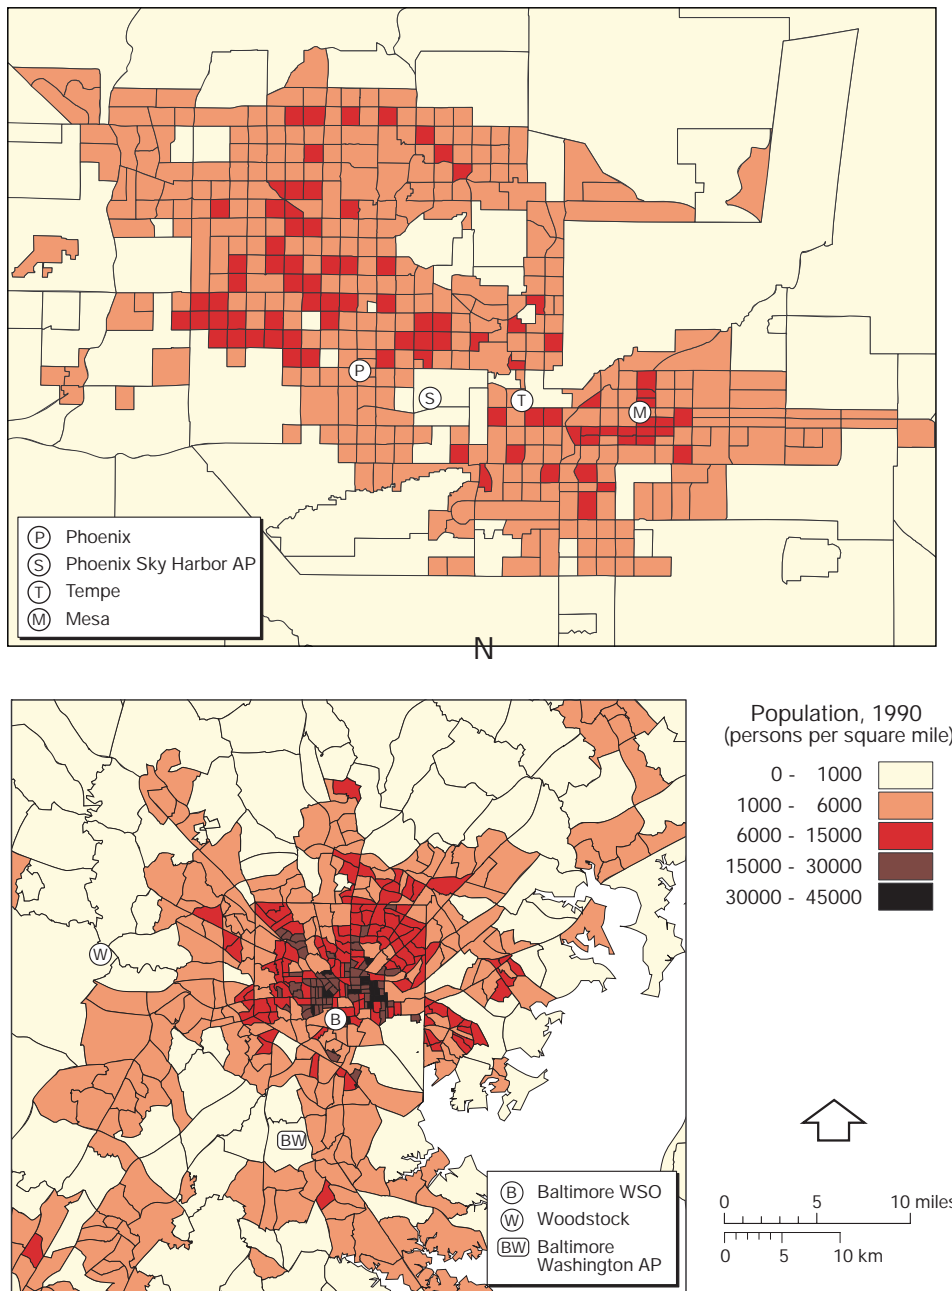 P
S
T
M
P Phoenix
S Phoenix Sky Harbor AP
T Tempe
M Mesa
N
Population, 1990
(persons per square mile)
0 - 1000
1000 - 6000
6000 - 15000
15000 - 30000
30000 - 45000
W
B
BW
B Baltimore WSO
W Woodstock
BW Baltimore
Washington AP
0 5 10 miles
0 5 10 km